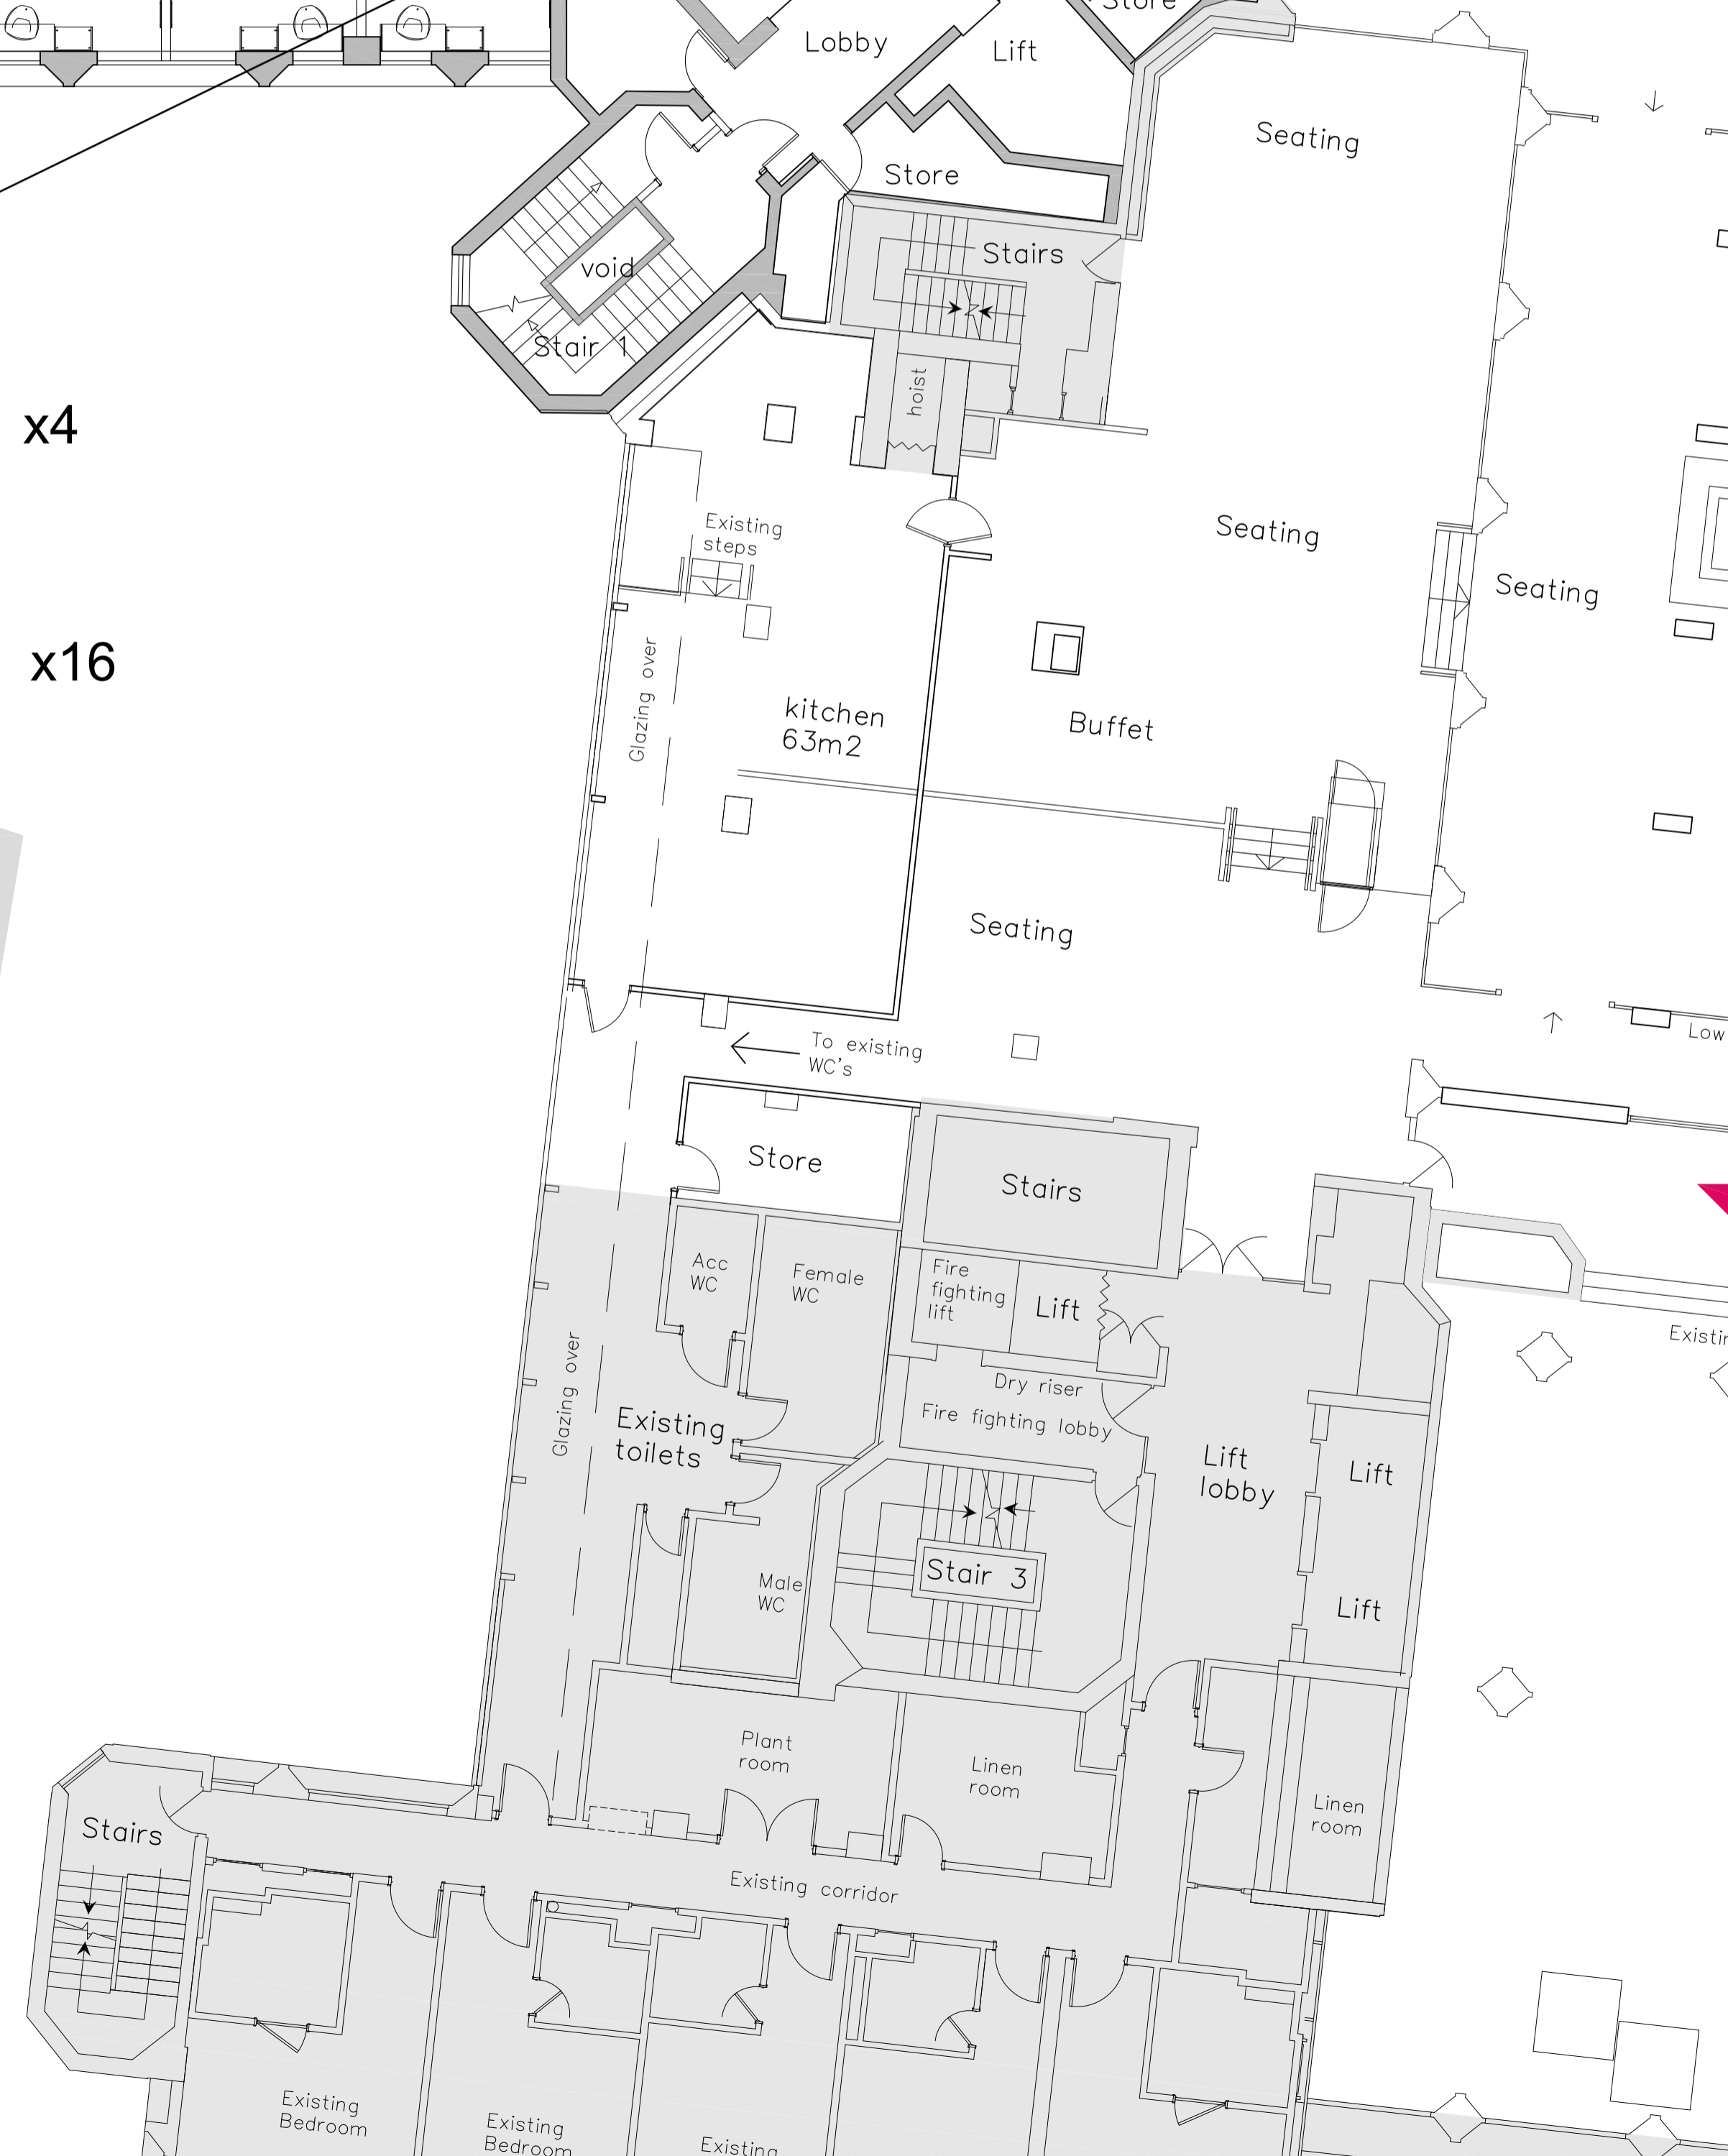 Store
Lobby
Lift
Seating
Store
Stairs
void
Stair 1
hoist
x4
Existing
steps
Seating
Seating
Glazing over
x16
kitchen
63m2
Buffet
Seating
To existing
WC's
Low
Store
Stairs
Acc
WC
Female
WC
Fire
fighting
lift
Lift
Dry riser
Fire fighting lobby
Glazing over
Existing
toilets
Lift
lobby
Lift
Stair 3
Male
WC
Lift
Plant
room
Linen
room
Linen
room
Stairs
Existing corridor
Existing
Bedroom
Existing
Bedroom
Existing